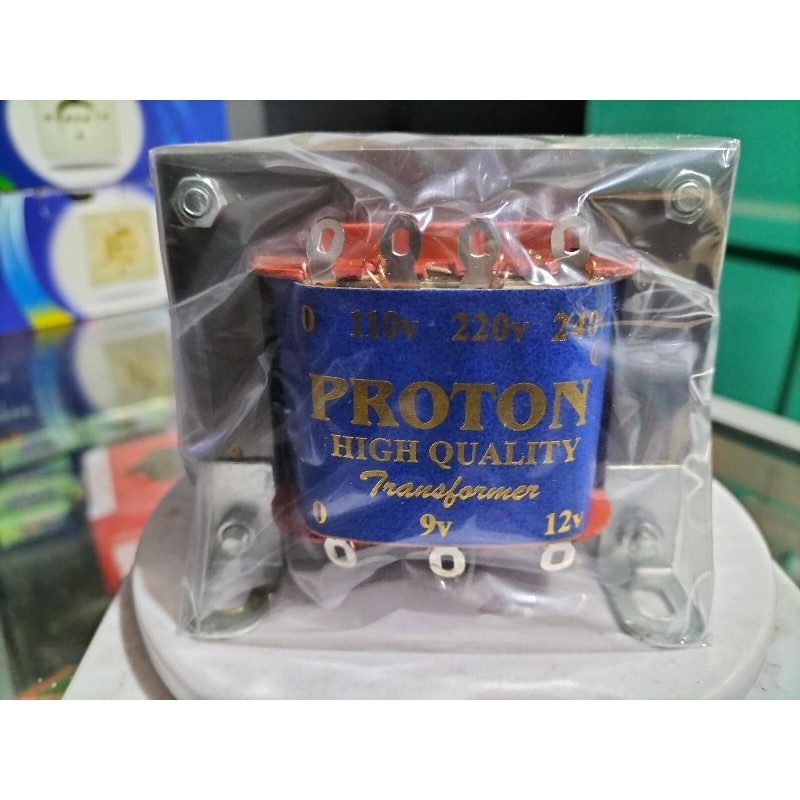 0 110v 220v 240
PROTON
HIGH QUALITY
Transformer
0 9v 12v